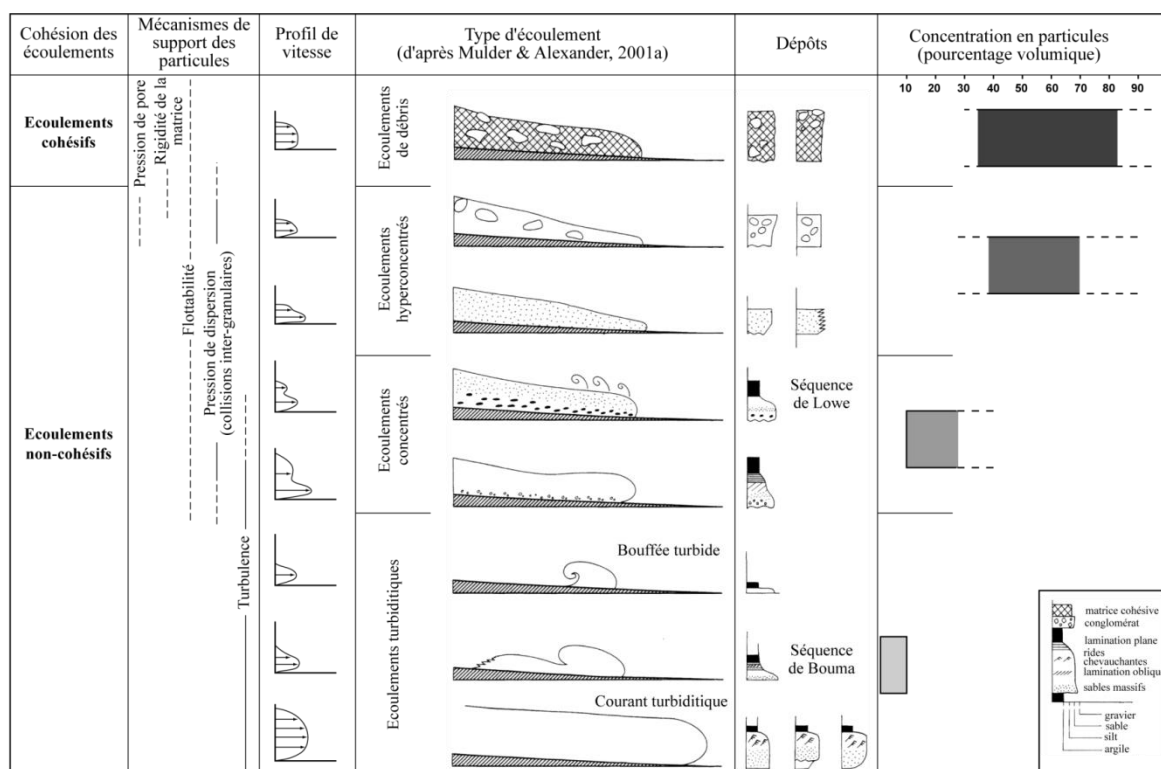 Cohésion des
écoulements
Mécanismes de
support des
particules
Profil de
vitesse
Type d'écoulement
(d'après Mulder & Alexander, 2001a)
Dépôts
Concentration en particules
(pourcentage volumique)
10 20 30 40 50 60 70 80 90
Ecoulements
cohésifs
Ecoulements
non-cohésifs
Pression de pore
Rigidité de la
matrice
Flottabilité
Pression de dispersion
(collisions inter-granulaires)
Turbulence
Ecoulements
de débris
Ecoulements
hyperconcentrés
Ecoulements
concentrés
Ecoulements turbiditiques
Séquence
de Lowe
Bouffée turbide
Séquence
de Bouma
Courant turbiditique
matrice cohésive
conglomérat
lamination plane
rides
chevauchantes
lamination oblique
sables massifs
gravier
sable
silt
argile